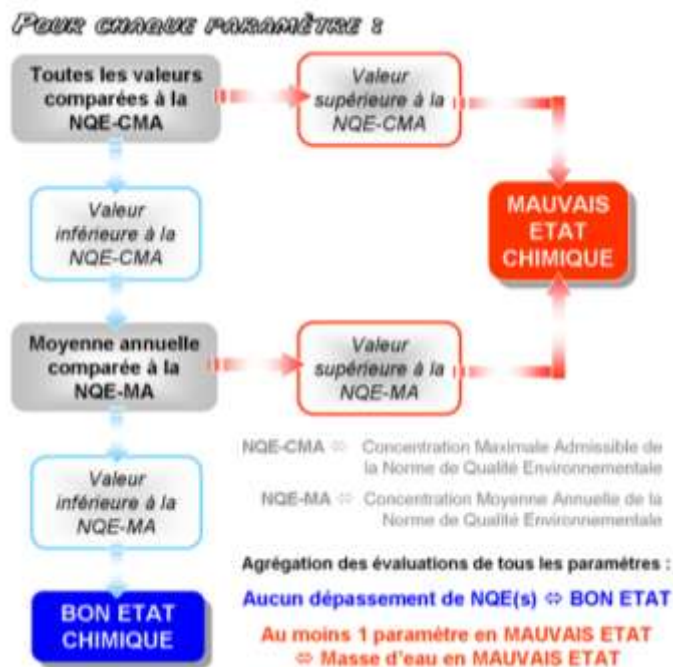 POUR CHAQUE PARAMÈTRE :
Toutes les valeurs
comparées à la
NQE-CMA
Valeur
supérieure à la
NQE-CMA
Valeur
inférieure à la
NQE-CMA
MAUVAIS
ETAT
CHIMIQUE
Moyenne annuelle
comparée à la
NQE-MA
Valeur
supérieure à la
NQE-MA
Valeur
inférieure à la
NQE-MA
BON ETAT
CHIMIQUE
NQE-CMA ⇔ Concentration Maximale Admissible de
la Norme de Qualité Environnementale
NQE-MA ⇔ Concentration Moyenne Annuelle de la
Norme de Qualité Environnementale
Agrégation des évaluations de tous les paramètres :
Aucun dépassement de NQE(s) ⇔ BON ETAT
Au moins 1 paramètre en MAUVAIS ETAT
⇔ Masse d'eau en MAUVAIS ETAT